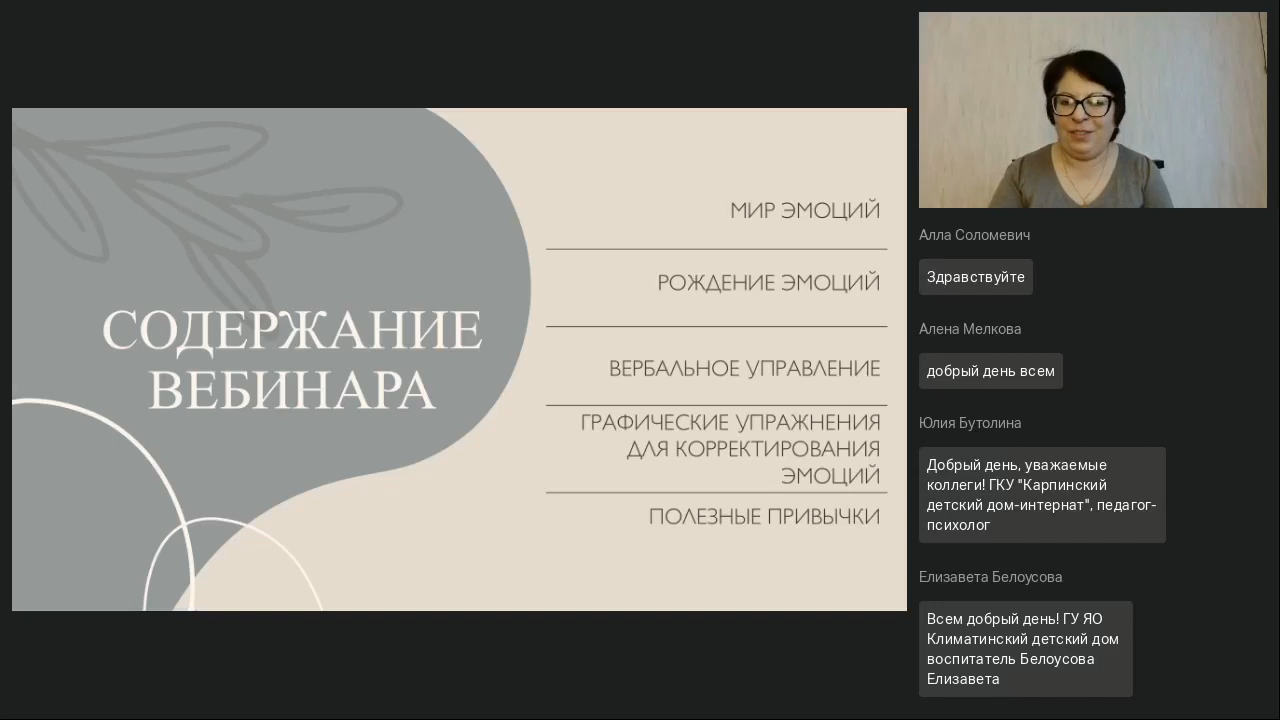 СОДЕРЖАНИЕ
ВЕБИНАРА
МИР ЭМОЦИЙ
РОЖДЕНИЕ ЭМОЦИЙ
ВЕРБАЛЬНОЕ УПРАВЛЕНИЕ
ГРАФИЧЕСКИЕ УПРАЖНЕНИЯ
ДЛЯ КОРРЕКТИРОВАНИЯ
ЭМОЦИЙ
ПОЛЕЗНЫЕ ПРИВЫЧКИ
Алла Соломевич
Здравствуйте
Алена Мелкова
добрый день всем
Юлия Бутолина
Добрый день, уважаемые
коллеги! ГКУ "Карпинский
детский дом-интернат", педагог-
психолог
Елизавета Белоусова
Всем добрый день! ГУ ЯО
Климатинский детский дом
воспитатель Белоусова
Елизавета